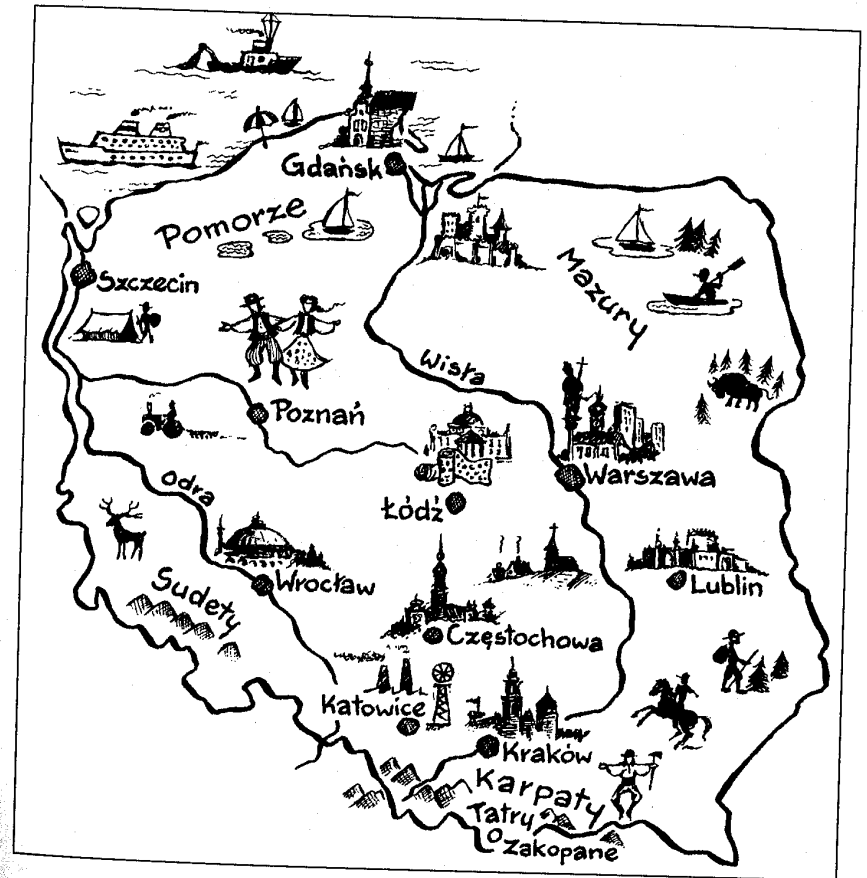 Gdańsk
Pomorze
Mazury
Szczecin
Wisła
Poznań
Warszawa
Odra
Łódź
Wrocław
Lublin
Sudety
Częstochowa
Katowice
Kraków
Karpaty
Tatry
Zakopane